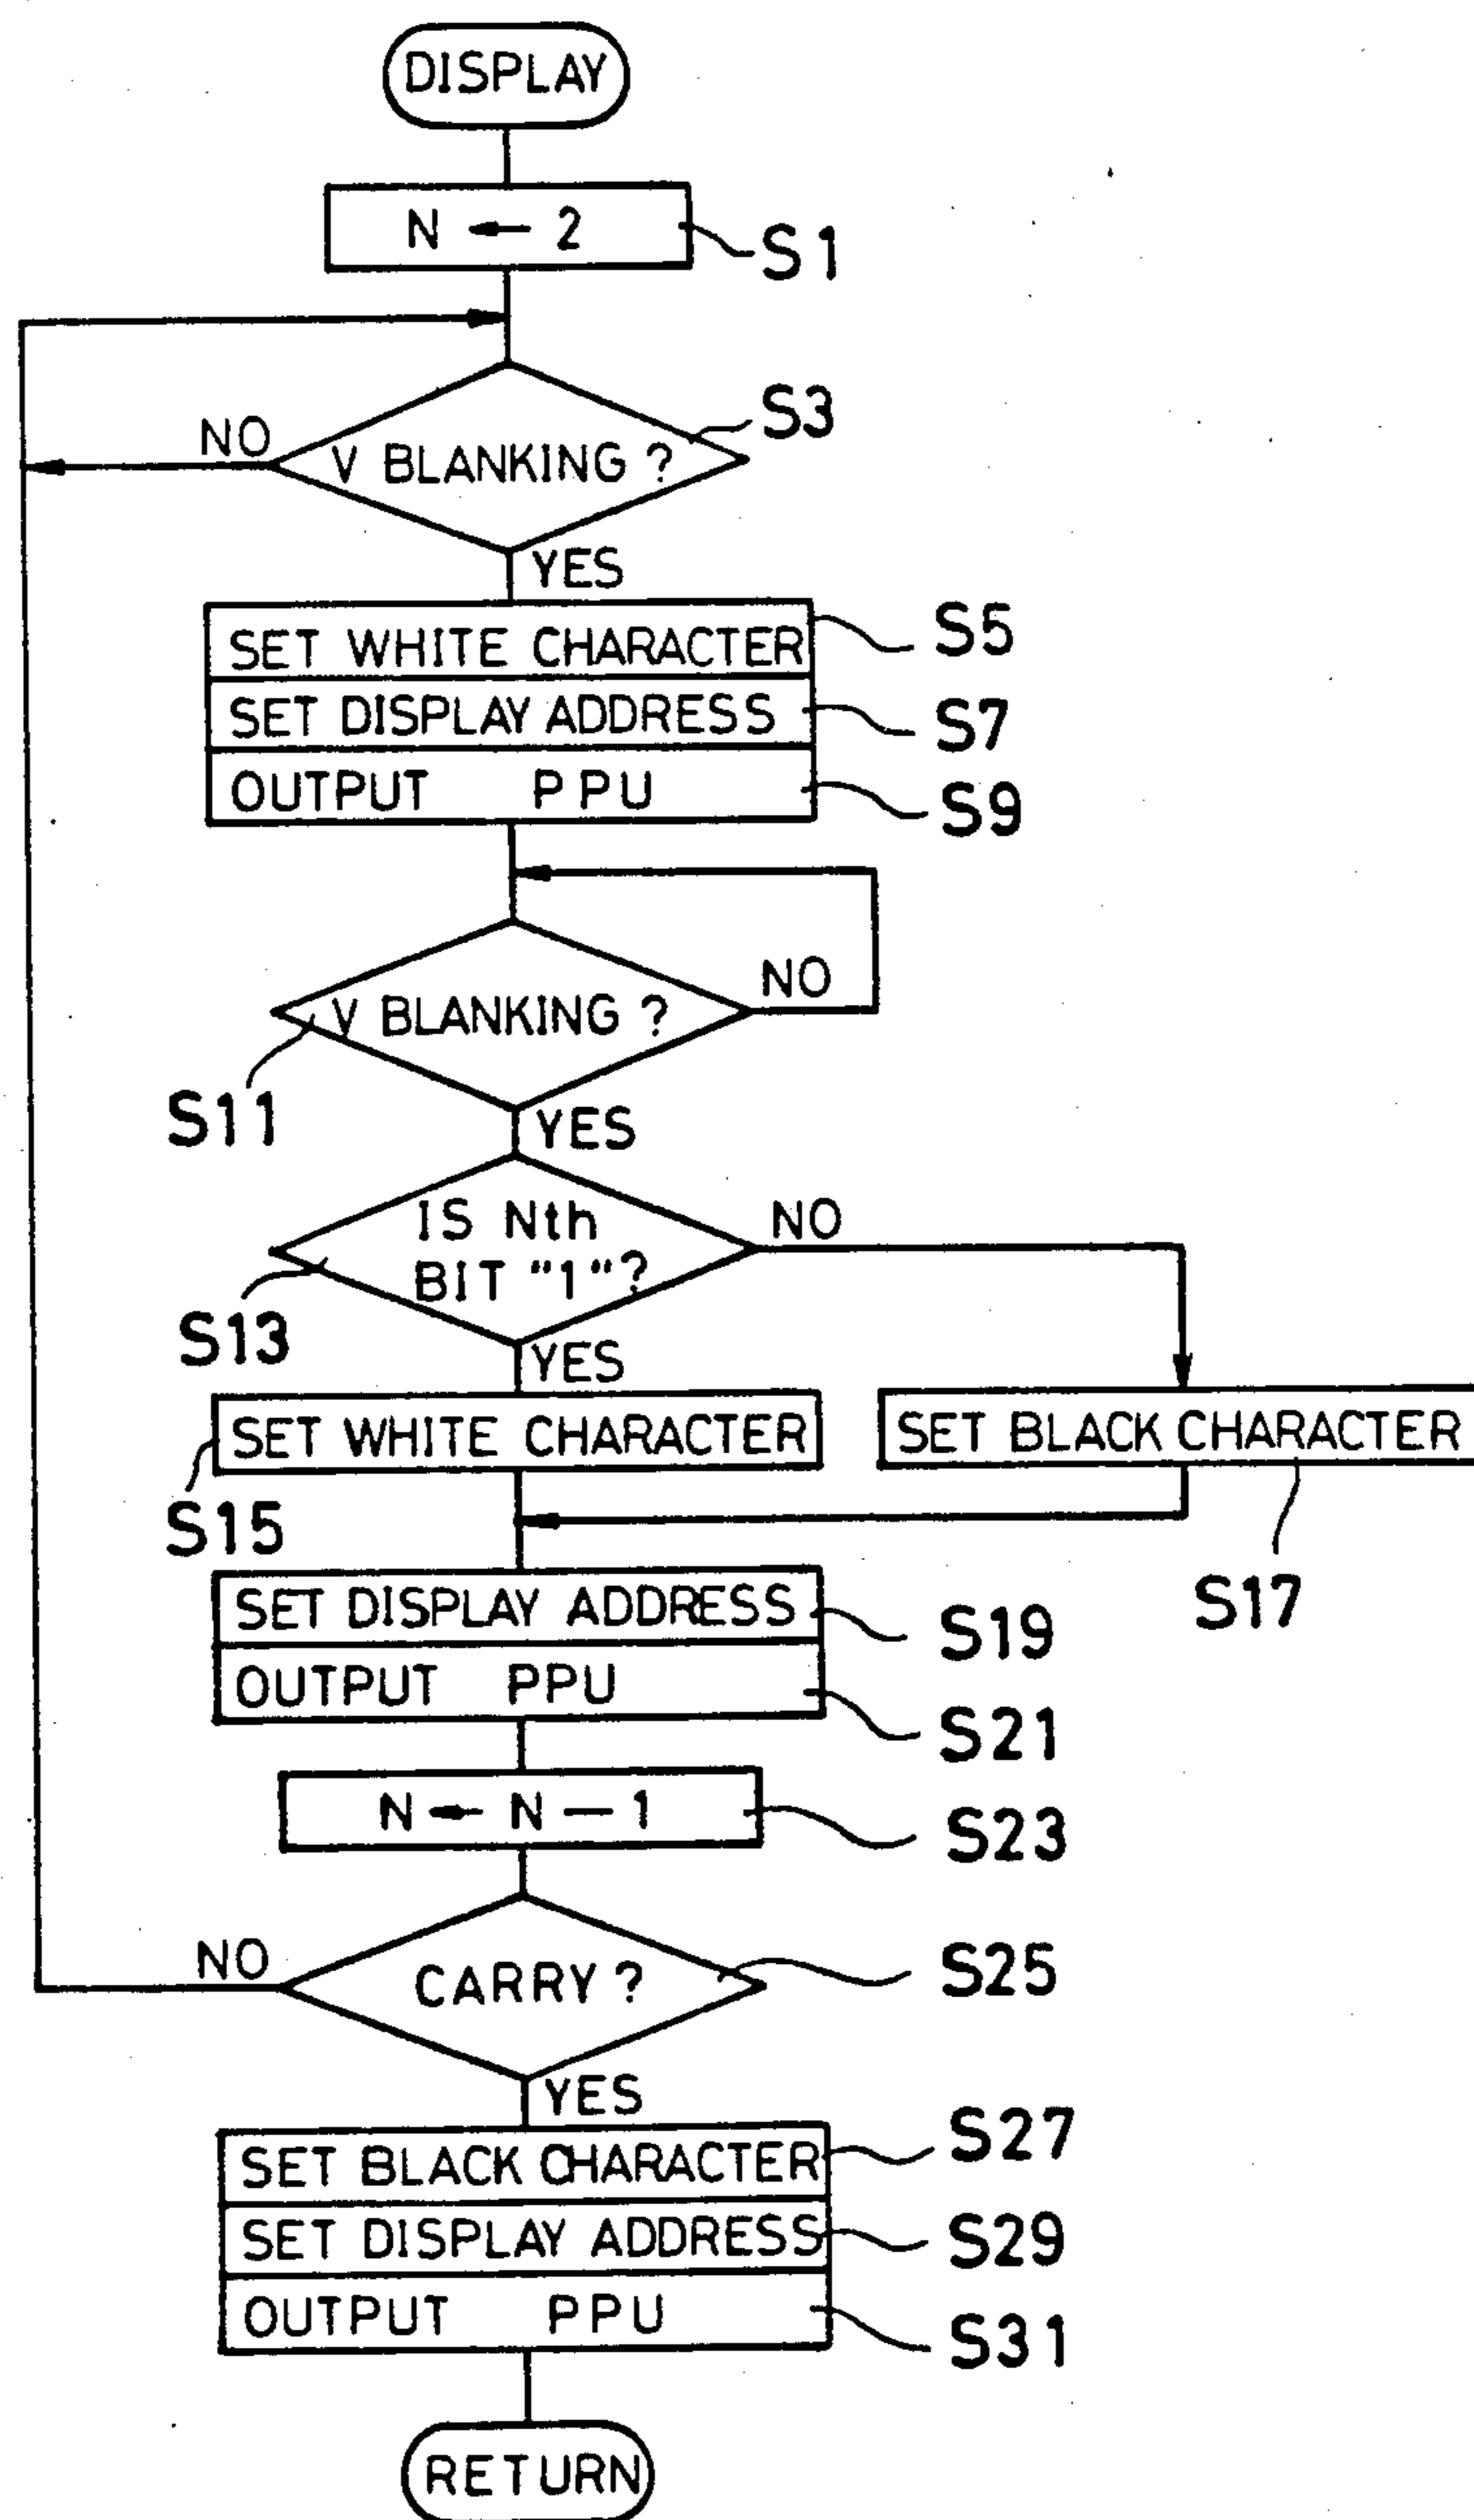 DISPLAY
N ← 2
S1
S3
NO
V BLANKING ?
YES
SET WHITE CHARACTER
S5
SET DISPLAY ADDRESS
S7
OUTPUT PPU
S9
NO
V BLANKING ?
S11
YES
IS Nth
NO
BIT "1"?
S13
YES
SET WHITE CHARACTER
SET BLACK CHARACTER
S15
S17
SET DISPLAY ADDRESS
S19
OUTPUT PPU
S21
N ← N — 1
S23
NO
CARRY ?
S25
YES
SET BLACK CHARACTER
S27
SET DISPLAY ADDRESS
S29
OUTPUT PPU
S31
RETURN